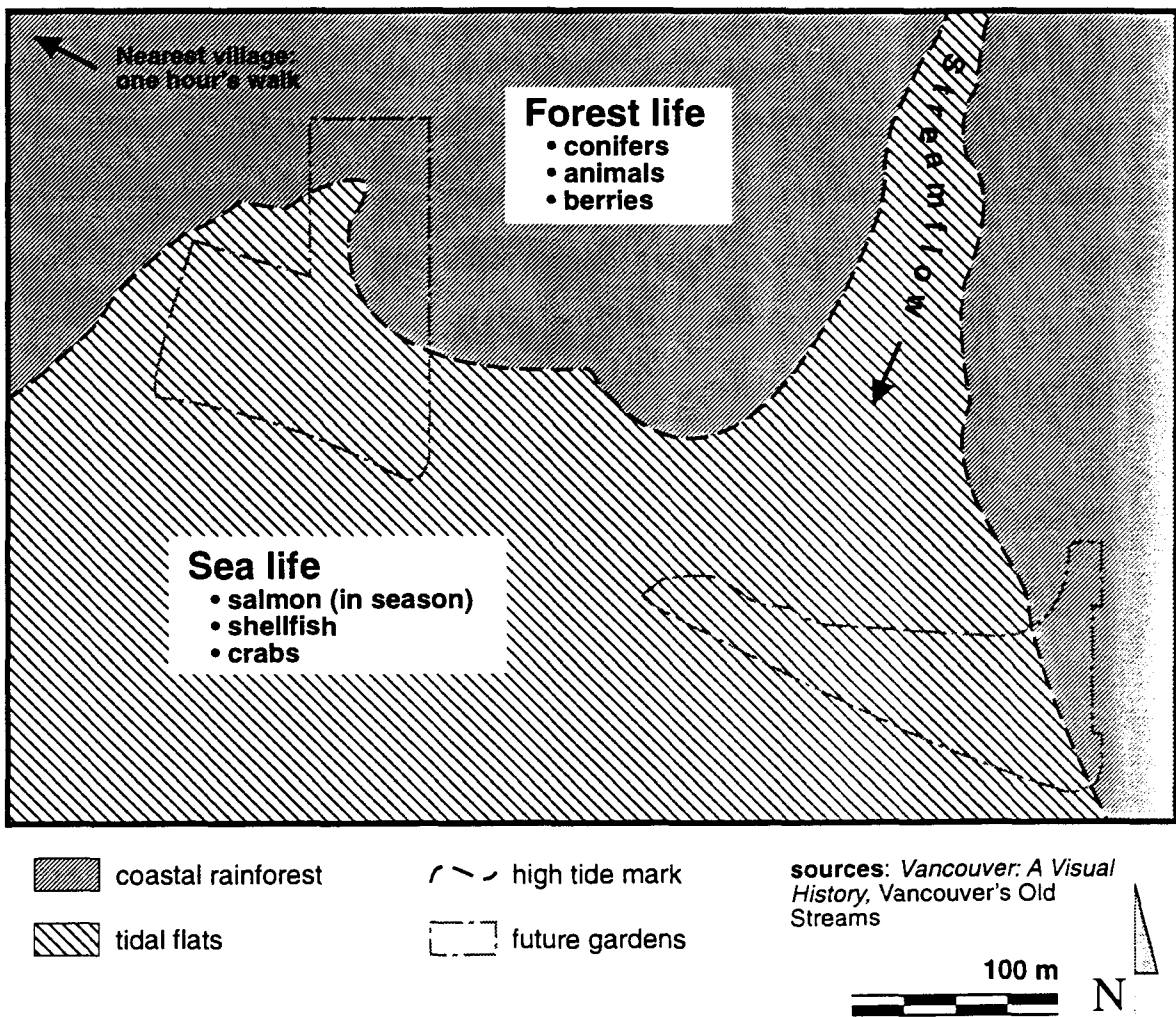 Nearest village:
one hour's walk
Forest life
• conifers
• animals
• berries
Streamflow
Sea life
• salmon (in season)
• shellfish
• crabs
coastal rainforest
tidal flats
high tide mark
future gardens
sources: Vancouver: A Visual
History, Vancouver's Old
Streams
100 m
N